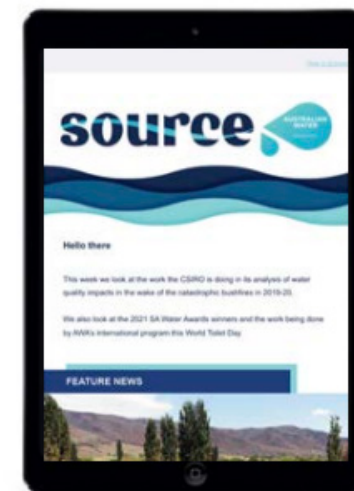 source
AUSTRALIAN
WATER
Hello there
This week we look at the work the CSIRO is doing in its analysis of water
quality impacts in the wake of the catastrophic bushfires in 2019-20.
We also look at the 2021 SA Water Awards winners and the work being done
by AWA's international program this World Toilet Day.
FEATURE NEWS